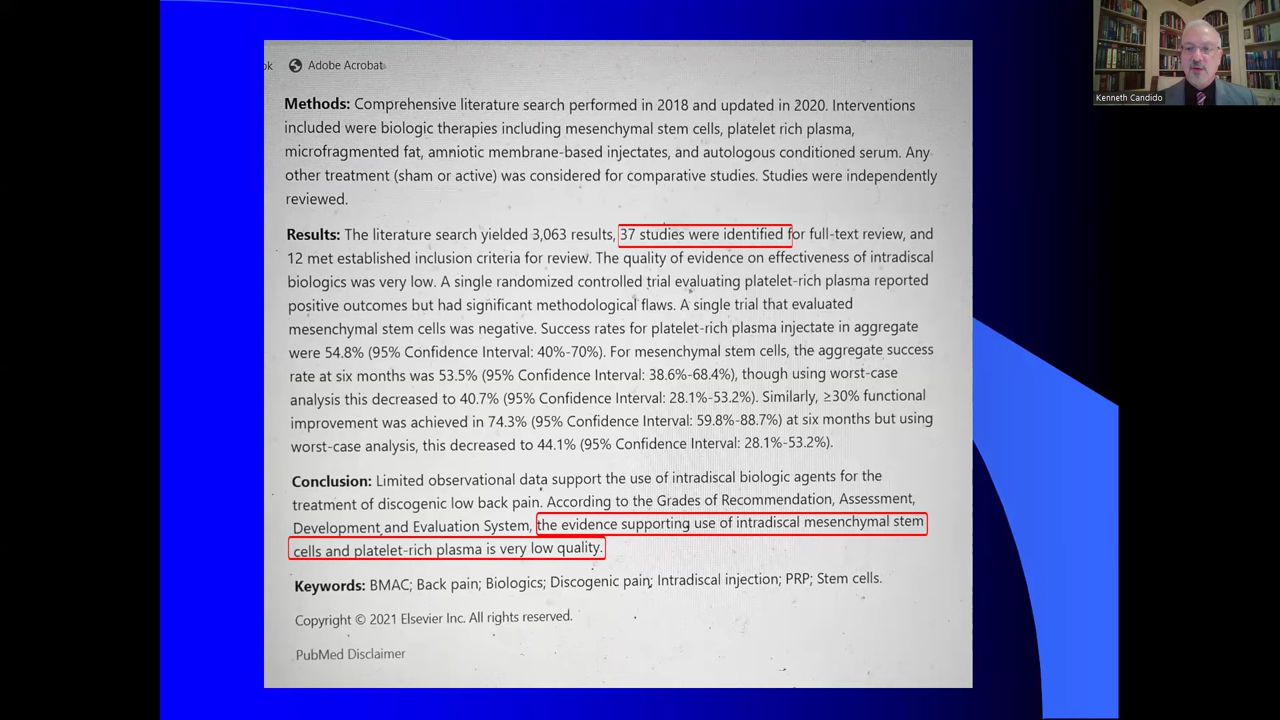 ok Adobe Acrobat
Methods: Comprehensive literature search performed in 2018 and updated in 2020. Interventions
included were biologic therapies including mesenchymal stem cells, platelet rich plasma,
microfragmented fat, amniotic membrane-based injectates, and autologous conditioned serum. Any
other treatment (sham or active) was considered for comparative studies. Studies were independently
reviewed.
Results: The literature search yielded 3,063 results, 37 studies were identified for full-text review, and
12 met established inclusion criteria for review. The quality of evidence on effectiveness of intradiscal
biologics was very low. A single randomized controlled trial evaluating platelet-rich plasma reported
positive outcomes but had significant methodological flaws. A single trial that evaluated
mesenchymal stem cells was negative. Success rates for platelet-rich plasma injectate in aggregate
were 54.8% (95% Confidence Interval: 40%-70%). For mesenchymal stem cells, the aggregate success
rate at six months was 53.5% (95% Confidence Interval: 38.6%-68.4%), though using worst-case
analysis this decreased to 40.7% (95% Confidence Interval: 28.1%-53.2%). Similarly, ≥30% functional
improvement was achieved in 74.3% (95% Confidence Interval: 59.8%-88.7%) at six months but using
worst-case analysis, this decreased to 44.1% (95% Confidence Interval: 28.1%-53.2%).
Conclusion: Limited observational data support the use of intradiscal biologic agents for the
treatment of discogenic low back pain. According to the Grades of Recommendation, Assessment,
Development and Evaluation System, the evidence supporting use of intradiscal mesenchymal stem
cells and platelet-rich plasma is very low quality.
Keywords: BMAC; Back pain; Biologics; Discogenic pain; Intradiscal injection; PRP; Stem cells.
Copyright © 2021 Elsevier Inc. All rights reserved.
PubMed Disclaimer
Kenneth Candido